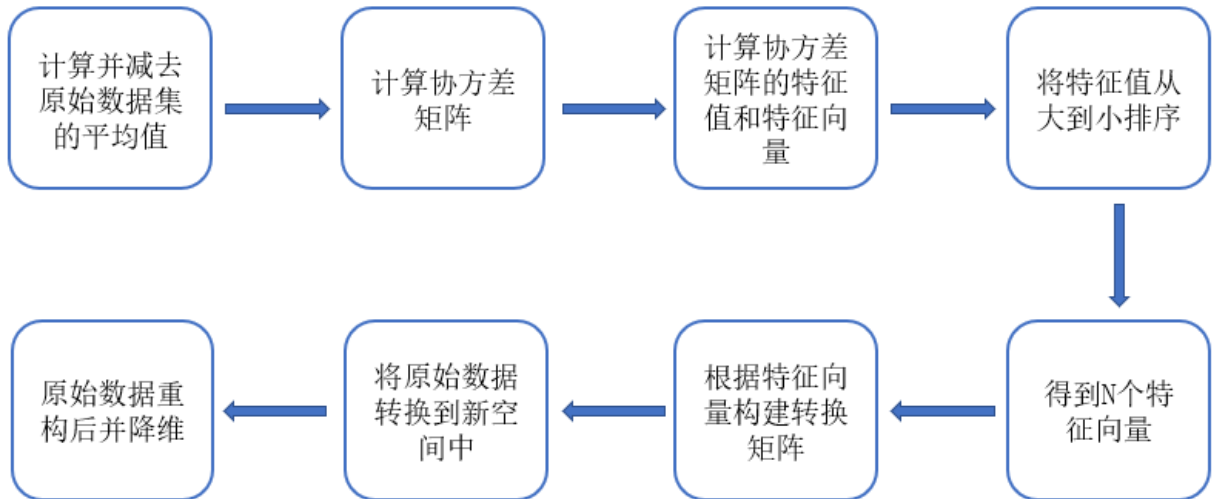 计算并减去
原始数据集
的平均值
计算协方差
矩阵
计算协方差
矩阵的特征
值和特征向
量
将特征值从
大到小排序
得到N个特
征向量
根据特征向
量构建转换
矩阵
将原始数据
转换到新空
间中
原始数据重
构后并降维